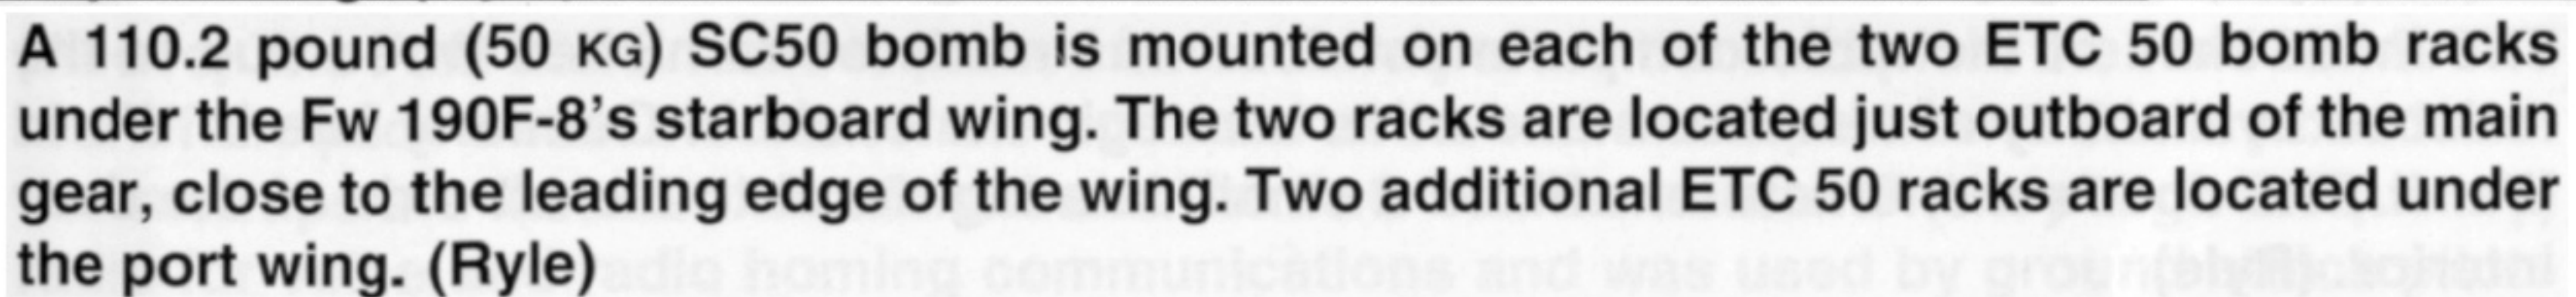 A 110.2 pound (50 KG) SC50 bomb is mounted on each of the two ETC 50 bomb racks
under the Fw 190F-8's starboard wing. The two racks are located just outboard of the main
gear, close to the leading edge of the wing. Two additional ETC 50 racks are located under
the port wing. (Ryle)